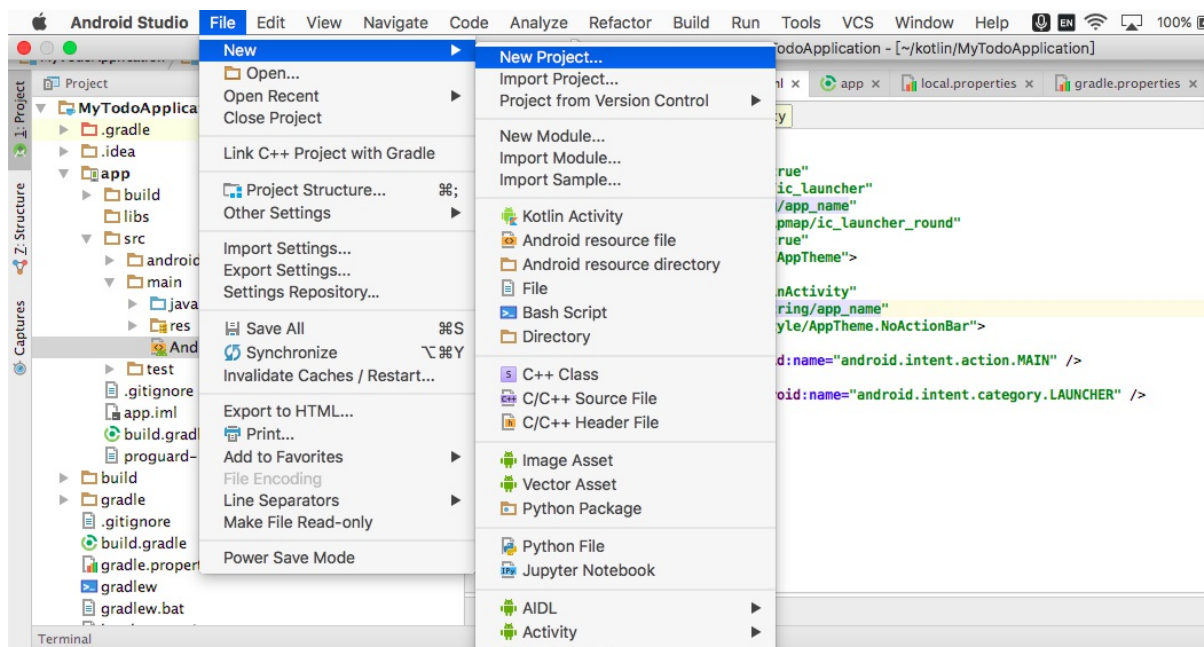 Android Studio File Edit View Navigate Code Analyze Refactor Build Run Tools VCS Window Help EN 100%
odoApplication - [~/kotlin/MyTodoApplication]
1: Project
Z: Structure
Captures
Project
MyTodoApplica
.gradle
.idea
app
build
libs
src
android
main
java
res
And
test
.gitignore
app.iml
build.grad
proguard-
build
gradle
.gitignore
build.gradle
gradle.proper
gradlew
gradlew.bat
Terminal
New
Open...
Open Recent
Close Project
Link C++ Project with Gradle
Project Structure... ⌘;
Other Settings
Import Settings...
Export Settings...
Settings Repository...
Save All ⌘S
Synchronize ⌥⌘Y
Invalidate Caches / Restart...
Export to HTML...
Print...
Add to Favorites
File Encoding
Line Separators
Make File Read-only
Power Save Mode
New Project...
Import Project...
Project from Version Control
New Module...
Import Module...
Import Sample...
Kotlin Activity
Android resource file
Android resource directory
File
Bash Script
Directory
S C++ Class
C++ C/C++ Source File
h C/C++ Header File
Image Asset
Vector Asset
Python Package
Python File
IPy Jupyter Notebook
AIDL
Activity
ml × app × local.properties × gradle.properties ×
y
rue"
ic_launcher"
/app_name"
pmap/ic_launcher_round"
rue"
AppTheme">
nActivity"
ring/app_name"
yle/AppTheme.NoActionBar">
d:name="android.intent.action.MAIN" />
oid:name="android.intent.category.LAUNCHER" />